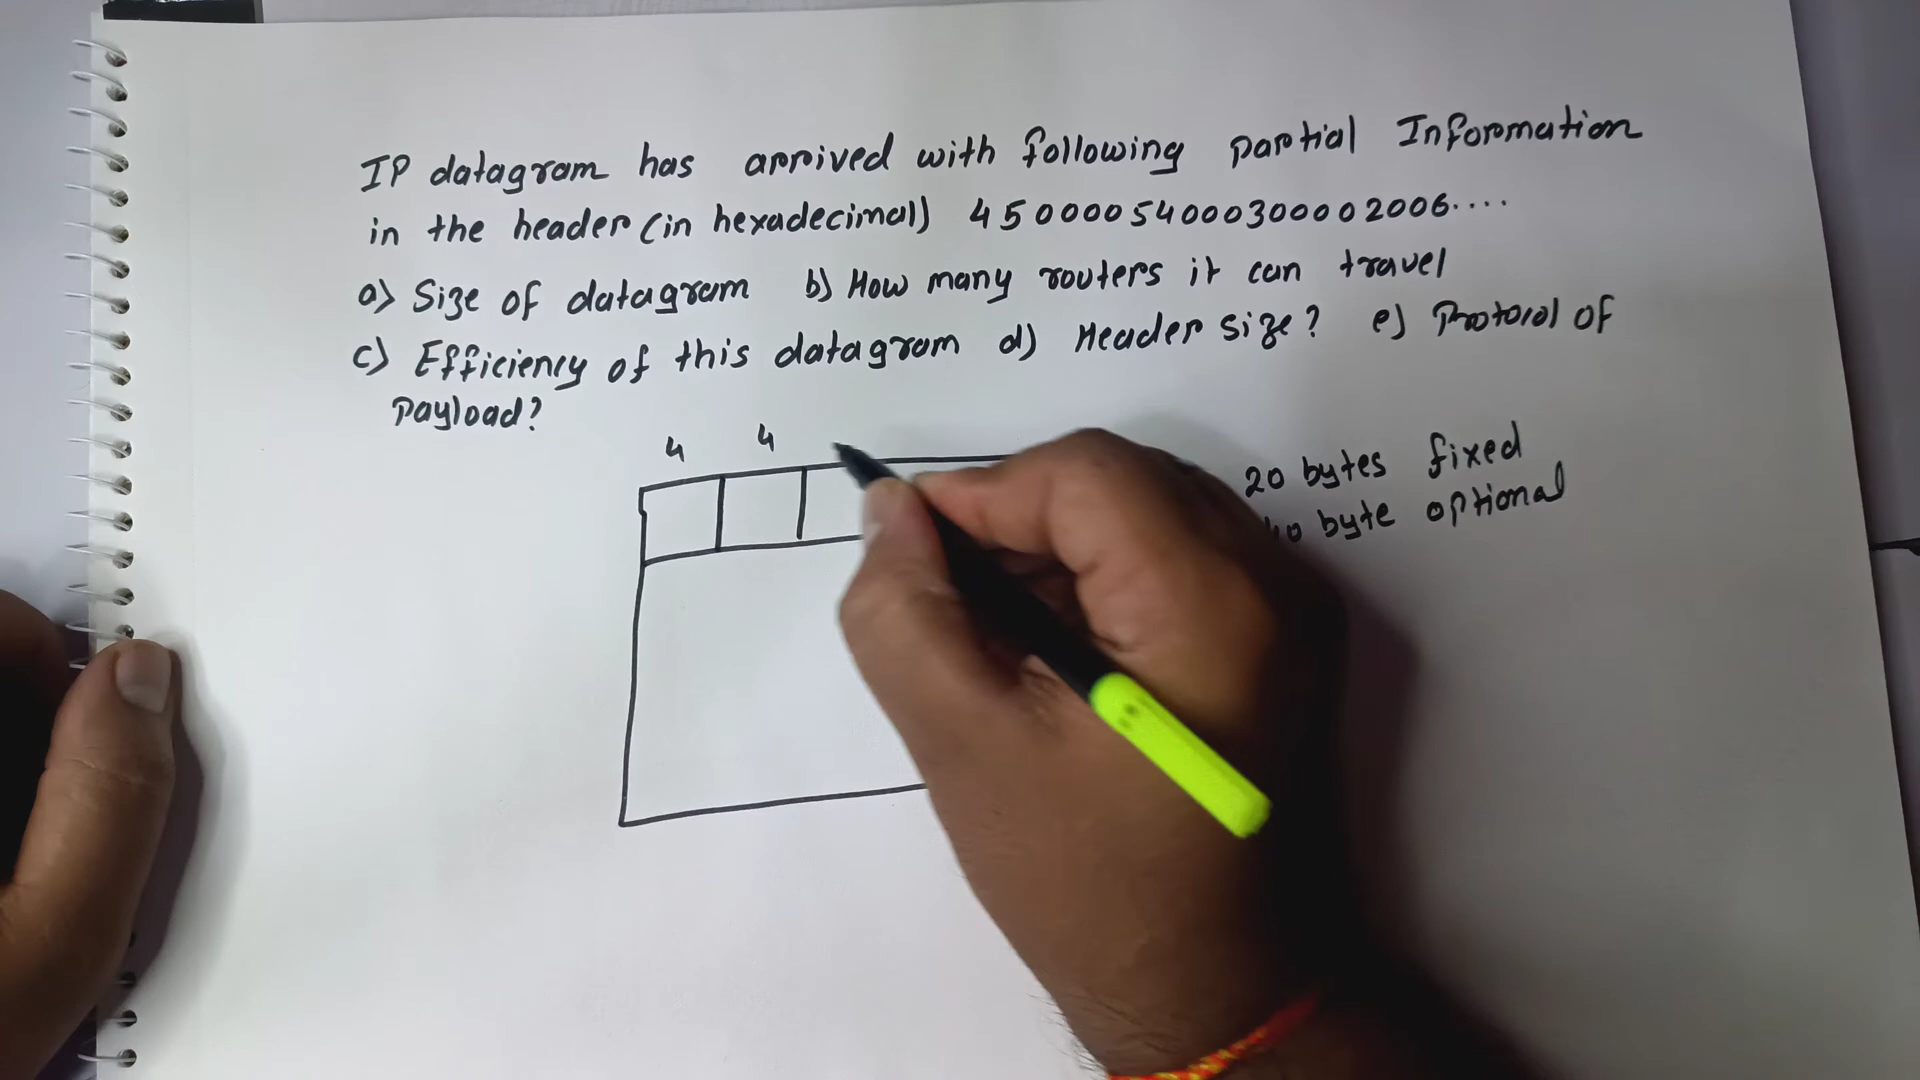 IP datagram has arrived with following partial Information
in the header (in hexadecimal) 45000054000300002006....
a) Size of datagram b) How many routers it can travel
c) Efficiency of this datagram d) Header size? e) Protocol of
Payload?
4 4
20 bytes fixed
40 byte optional